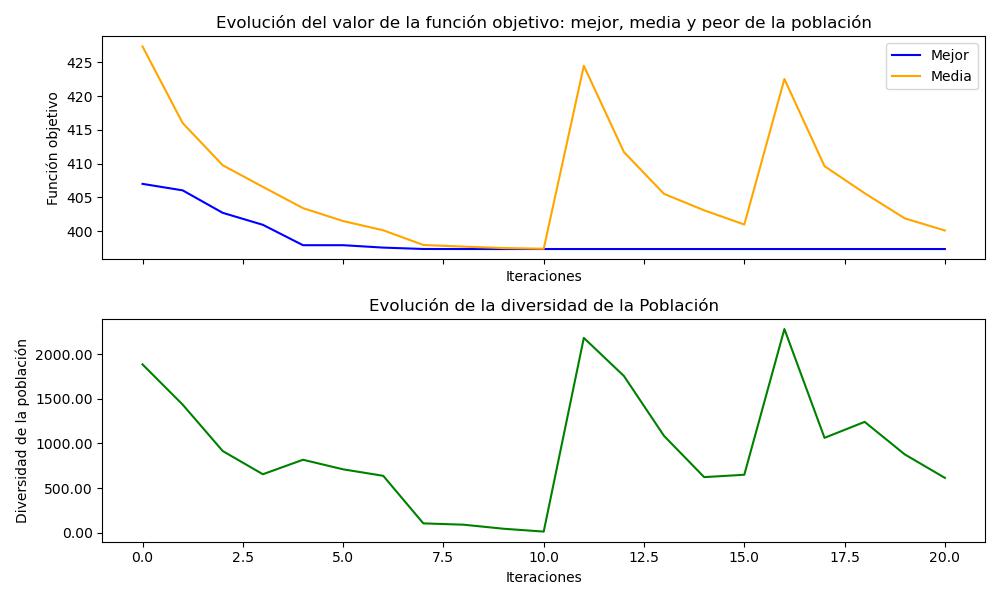 Evolución del valor de la función objetivo: mejor, media y peor de la población
Función objetivo
425
420
415
410
405
400
Mejor
Media
Iteraciones
Evolución de la diversidad de la Población
Diversidad de la población
2000.00
1500.00
1000.00
500.00
0.00
0.0 2.5 5.0 7.5 10.0 12.5 15.0 17.5 20.0
Iteraciones